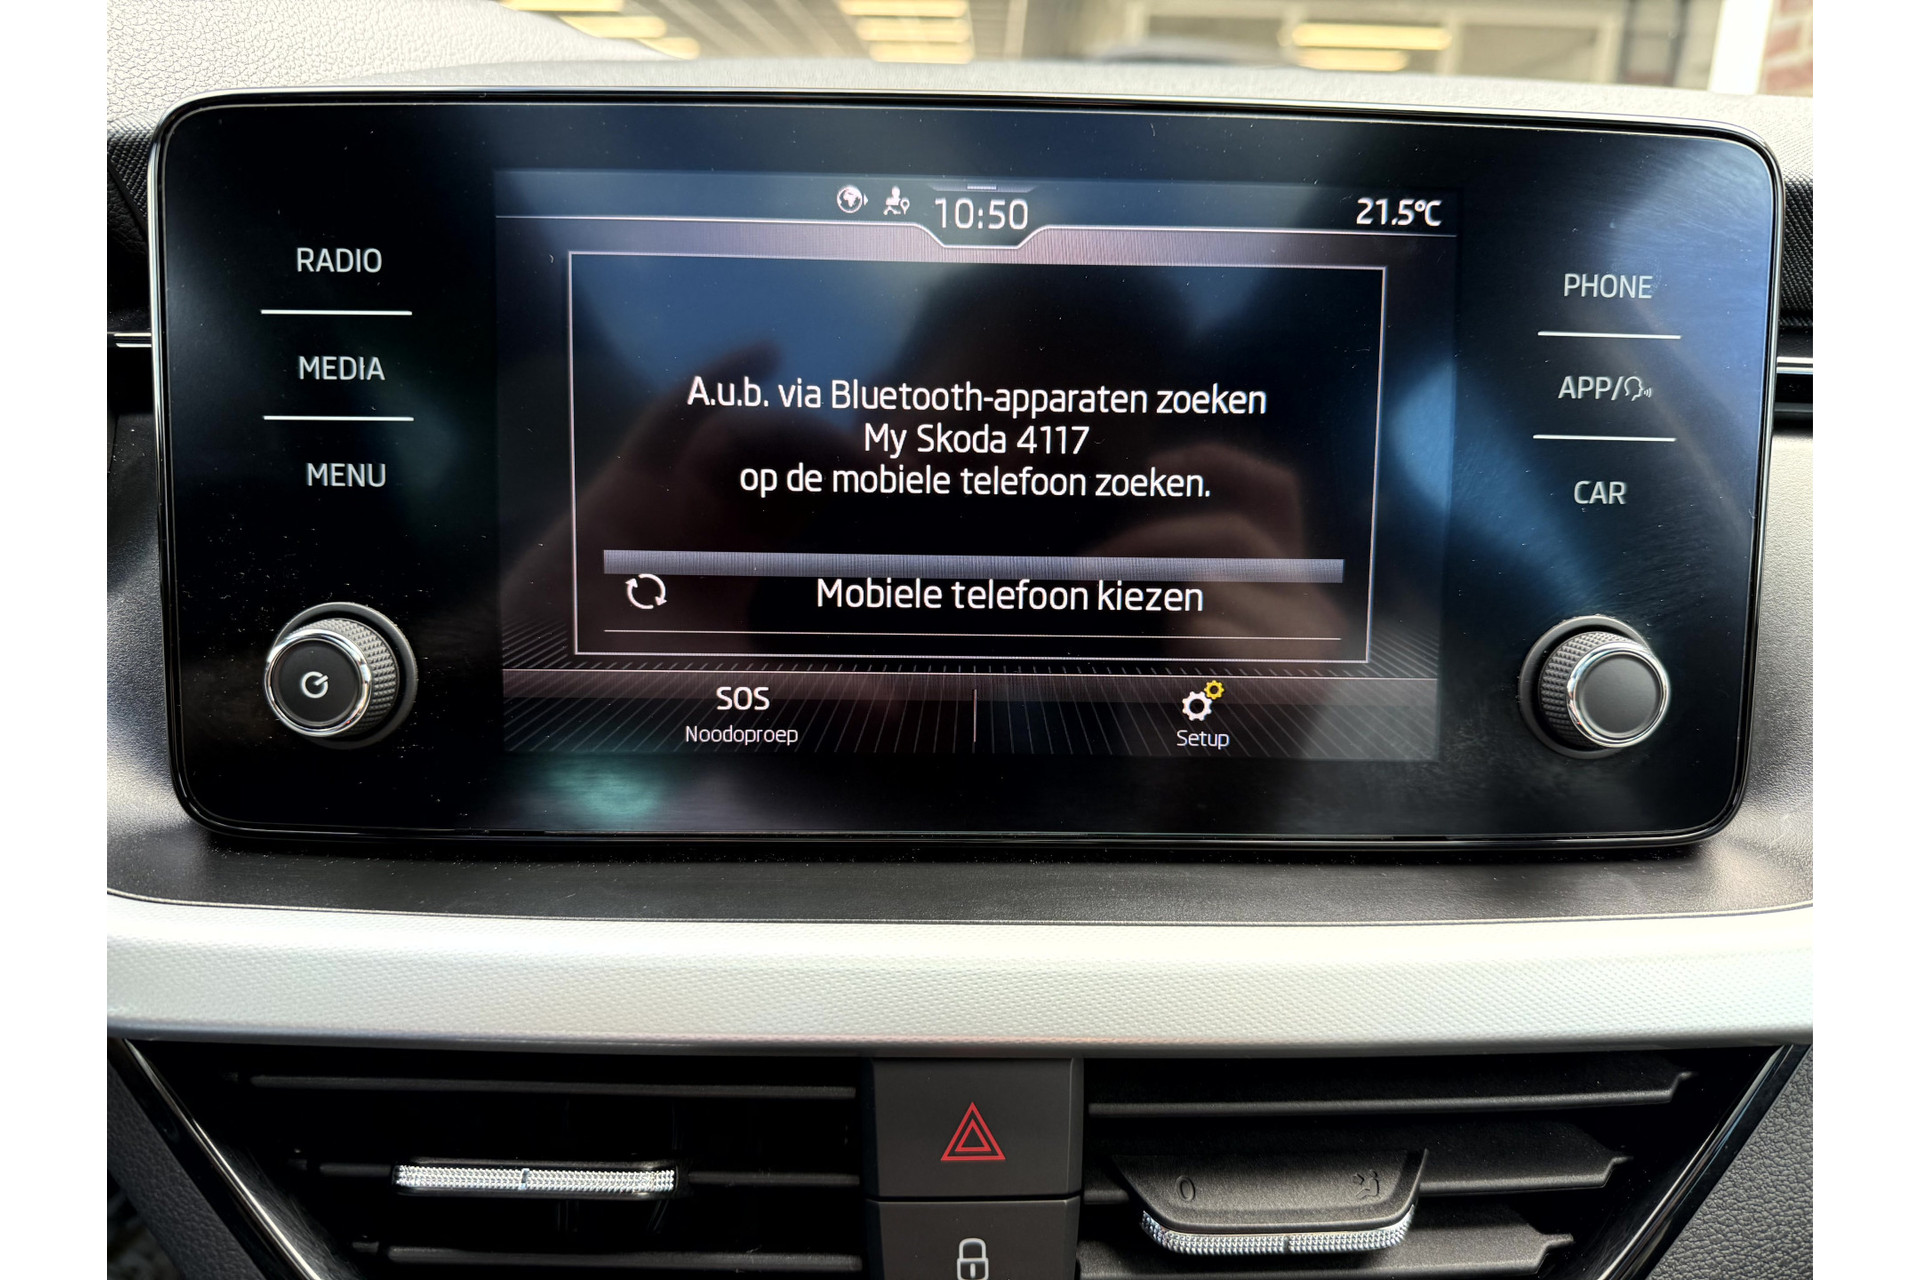 10:50
21.5°C
RADIO
MEDIA
MENU
A.u.b. via Bluetooth-apparaten zoeken
My Skoda 4117
op de mobiele telefoon zoeken.
Mobiele telefoon kiezen
SOS
Noodoproep
Setup
PHONE
APP/
CAR
0